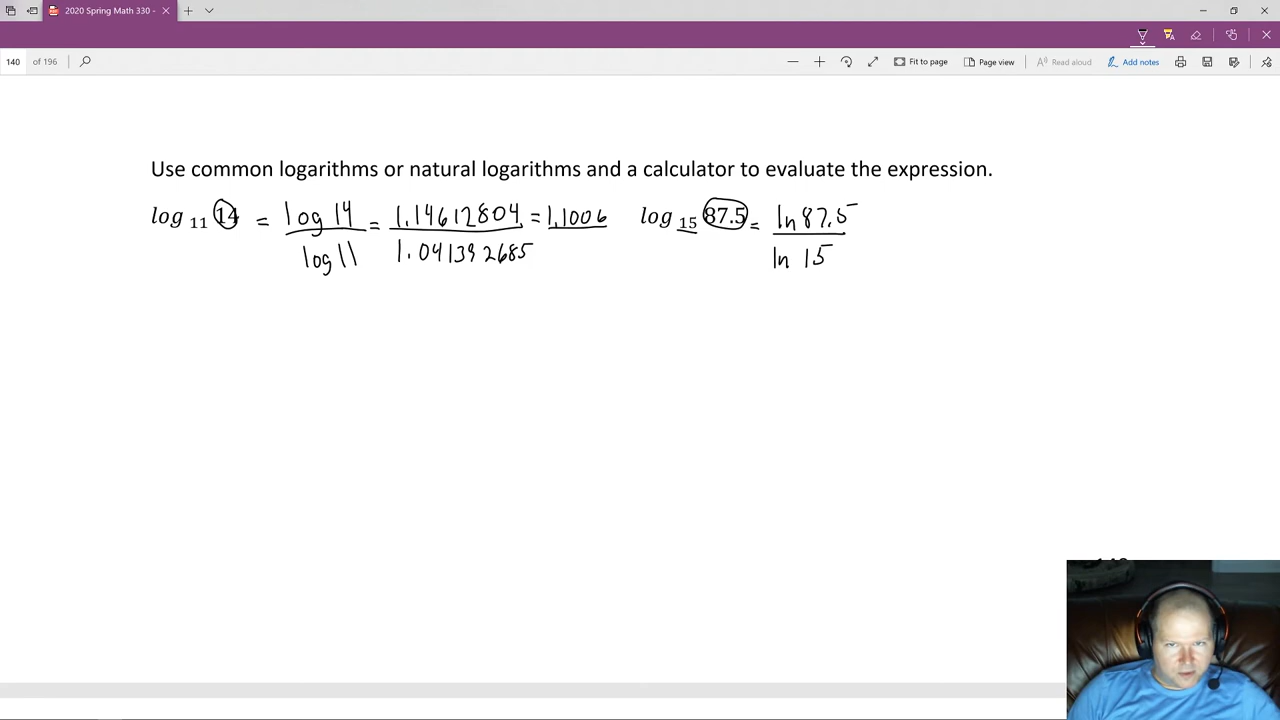 2020 Spring Math 330 -
140 of 196 Fit to page Page view Read aloud Add notes
Use common logarithms or natural logarithms and a calculator to evaluate the expression.
log 11 14 = log 14 / log 11 = 1.14612804 / 1.041392685 = 1.1006 log 15 87.5 = ln 87.5 / ln 15